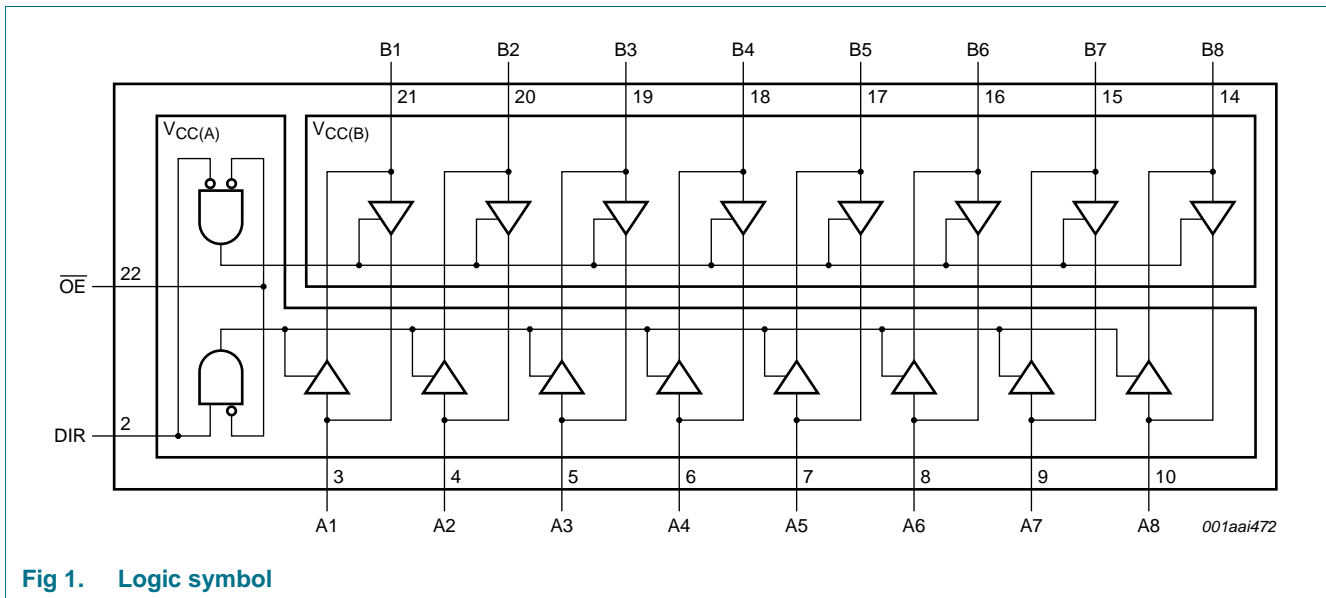 B1 B2 B3 B4 B5 B6 B7 B8
21 20 19 18 17 16 15 14
VCC(A) VCC(B)
OE 22
DIR 2
3 4 5 6 7 8 9 10
A1 A2 A3 A4 A5 A6 A7 A8 001aai472
Fig 1. Logic symbol